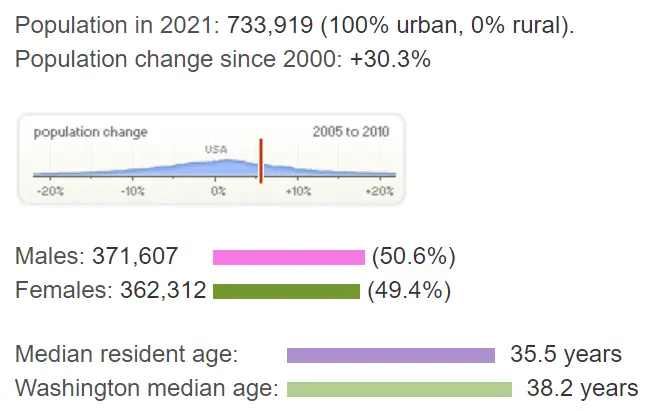 Population in 2021: 733,919 (100% urban, 0% rural).
Population change since 2000: +30.3%
population change 2005 to 2010
USA
-20% -10% 0% +10% +20%
Males: 371,607 (50.6%)
Females: 362,312 (49.4%)
Median resident age: 35.5 years
Washington median age: 38.2 years